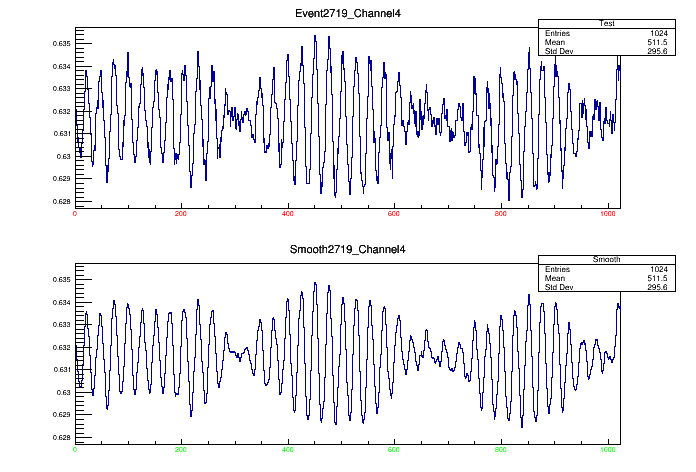 Event2719_Channel4
Test
Entries 1024
Mean 511.5
Std Dev 295.6
0.635
0.634
0.633
0.632
0.631
0.63
0.629
0.628
0 200 400 600 800 1000
Smooth2719_Channel4
Smooth
Entries 1024
Mean 511.5
Std Dev 295.6
0.635
0.634
0.633
0.632
0.631
0.63
0.629
0.628
0 200 400 600 800 1000